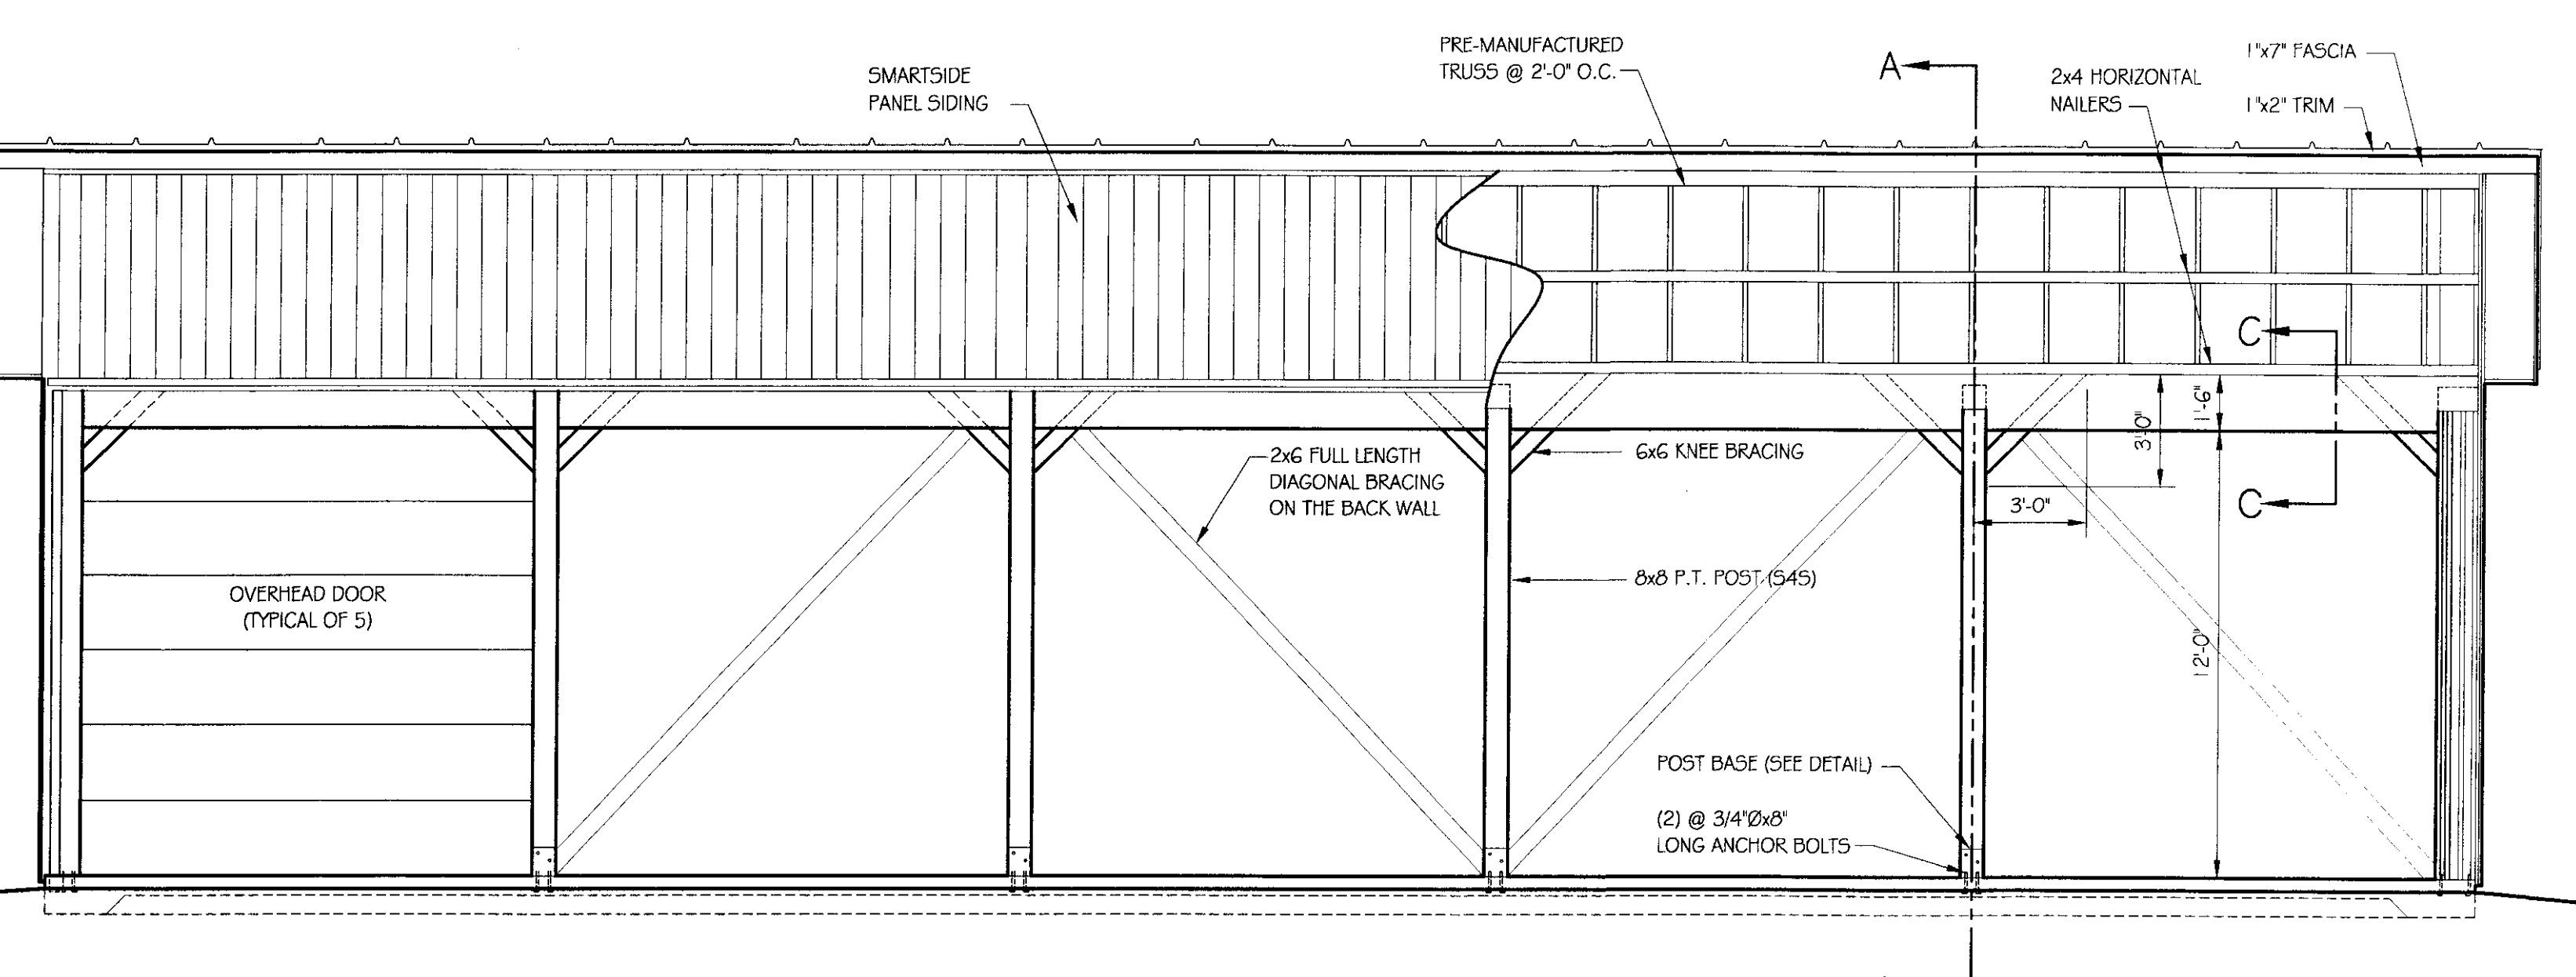 PRE-MANUFACTURED
TRUSS @ 2'-0" O.C.
SMARTSIDE
PANEL SIDING
A
2x4 HORIZONTAL
NAILERS
1"x7" FASCIA
1"x2" TRIM
C
1'-6"
3'-0"
2x6 FULL LENGTH
DIAGONAL BRACING
ON THE BACK WALL
6x6 KNEE BRACING
C
3'-0"
OVERHEAD DOOR
(TYPICAL OF 5)
8x8 P.T. POST (S4S)
12'-0"
POST BASE (SEE DETAIL)
(2) @ 3/4"Øx8"
LONG ANCHOR BOLTS